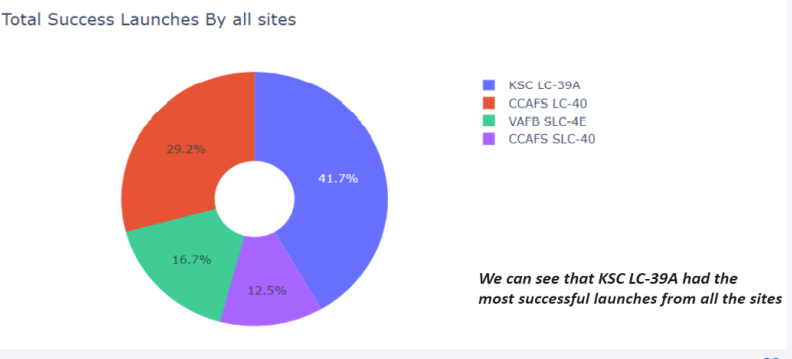 Total Success Launches By all sites
KSC LC-39A
CCAFS LC-40
VAFB SLC-4E
CCAFS SLC-40
29.2%
41.7%
16.7%
12.5%
We can see that KSC LC-39A had the
most successful launches from all the sites